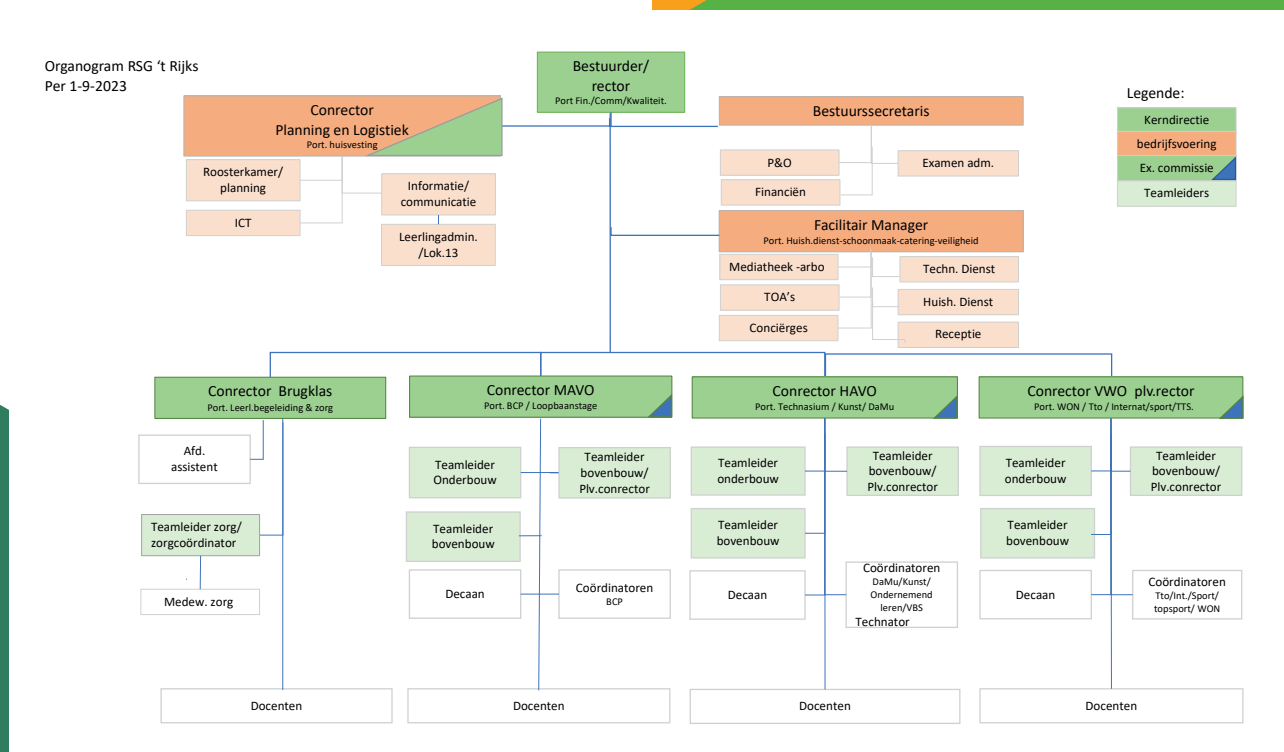 Organogram RSG ‘t Rijks
Per 1-9-2023
Bestuurder/
rector
Port Fin./Comm/Kwaliteit.
Legende:
Kerndirectie
bedrijfsvoering
Ex. commissie
Teamleiders
Conrector
Planning en Logistiek
Port. huisvesting
Roosterkamer/
planning
ICT
Informatie/
communicatie
Leerlingadmin.
/Lok.13
Bestuurssecretaris
P&O
Examen adm.
Financiën
Facilitair Manager
Port. Huish.dienst-schoonmaak-catering-veiligheid
Mediatheek -arbo
Techn. Dienst
TOA’s
Huish. Dienst
Conciërges
Receptie
Conrector Brugklas
Port. Leerl.begeleiding & zorg
Afd.
assistent
Teamleider zorg/
zorgcoördinator
Medew. zorg
Docenten
Conrector MAVO
Port. BCP / Loopbaanstage
Teamleider
Onderbouw
Teamleider
bovenbouw/
Plv.conrector
Teamleider
bovenbouw
Decaan
Coördinatoren
BCP
Docenten
Conrector HAVO
Port. Technasium / Kunst/ DaMu
Teamleider
onderbouw
Teamleider
bovenbouw/
Plv.conrector
Teamleider
bovenbouw
Decaan
Coördinatoren
DaMu/Kunst/
Ondernemend
leren/VBS
Technator
Docenten
Conrector VWO plv.rector
Port. WON / Tto / Internat/sport/TTS.
Teamleider
onderbouw
Teamleider
bovenbouw/
Plv.conrector
Teamleider
bovenbouw
Decaan
Coördinatoren
Tto/Int./Sport/
topsport/ WON
Docenten